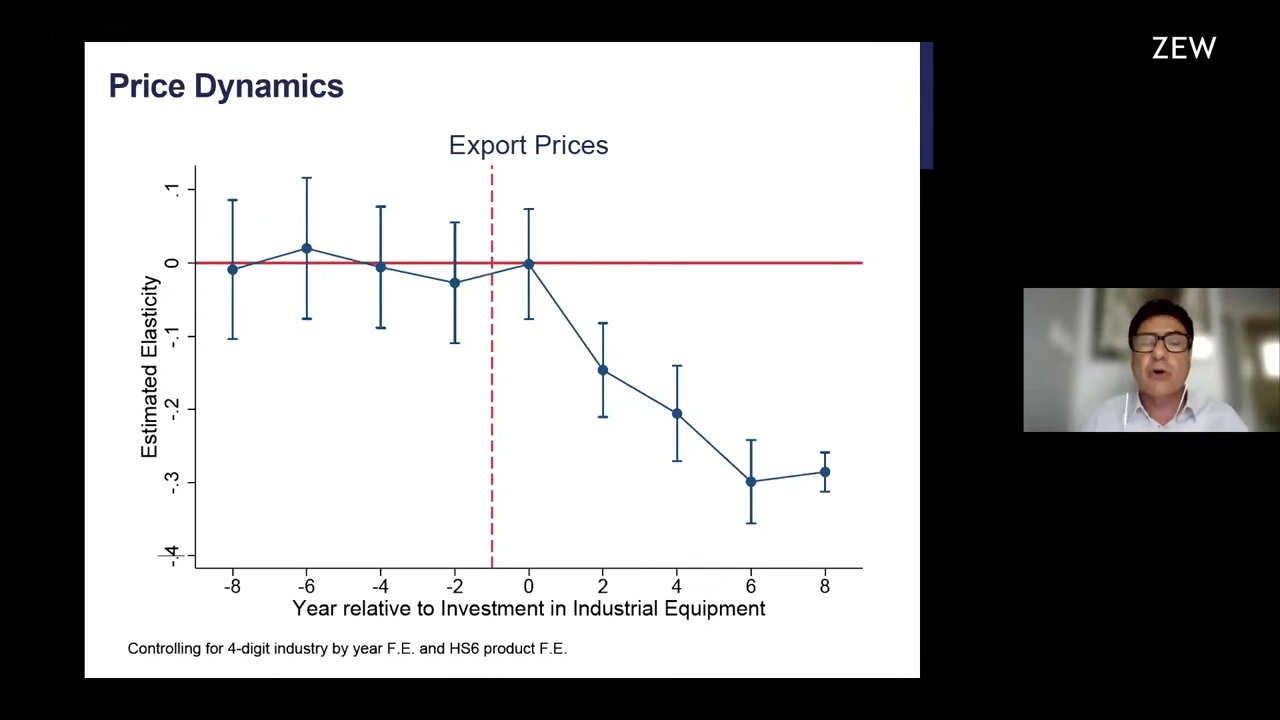 ZEW
Price Dynamics
Export Prices
.1
0
-.1
-.2
-.3
-.4
Estimated Elasticity
-8 -6 -4 -2 0 2 4 6 8
Year relative to Investment in Industrial Equipment
Controlling for 4-digit industry by year F.E. and HS6 product F.E.